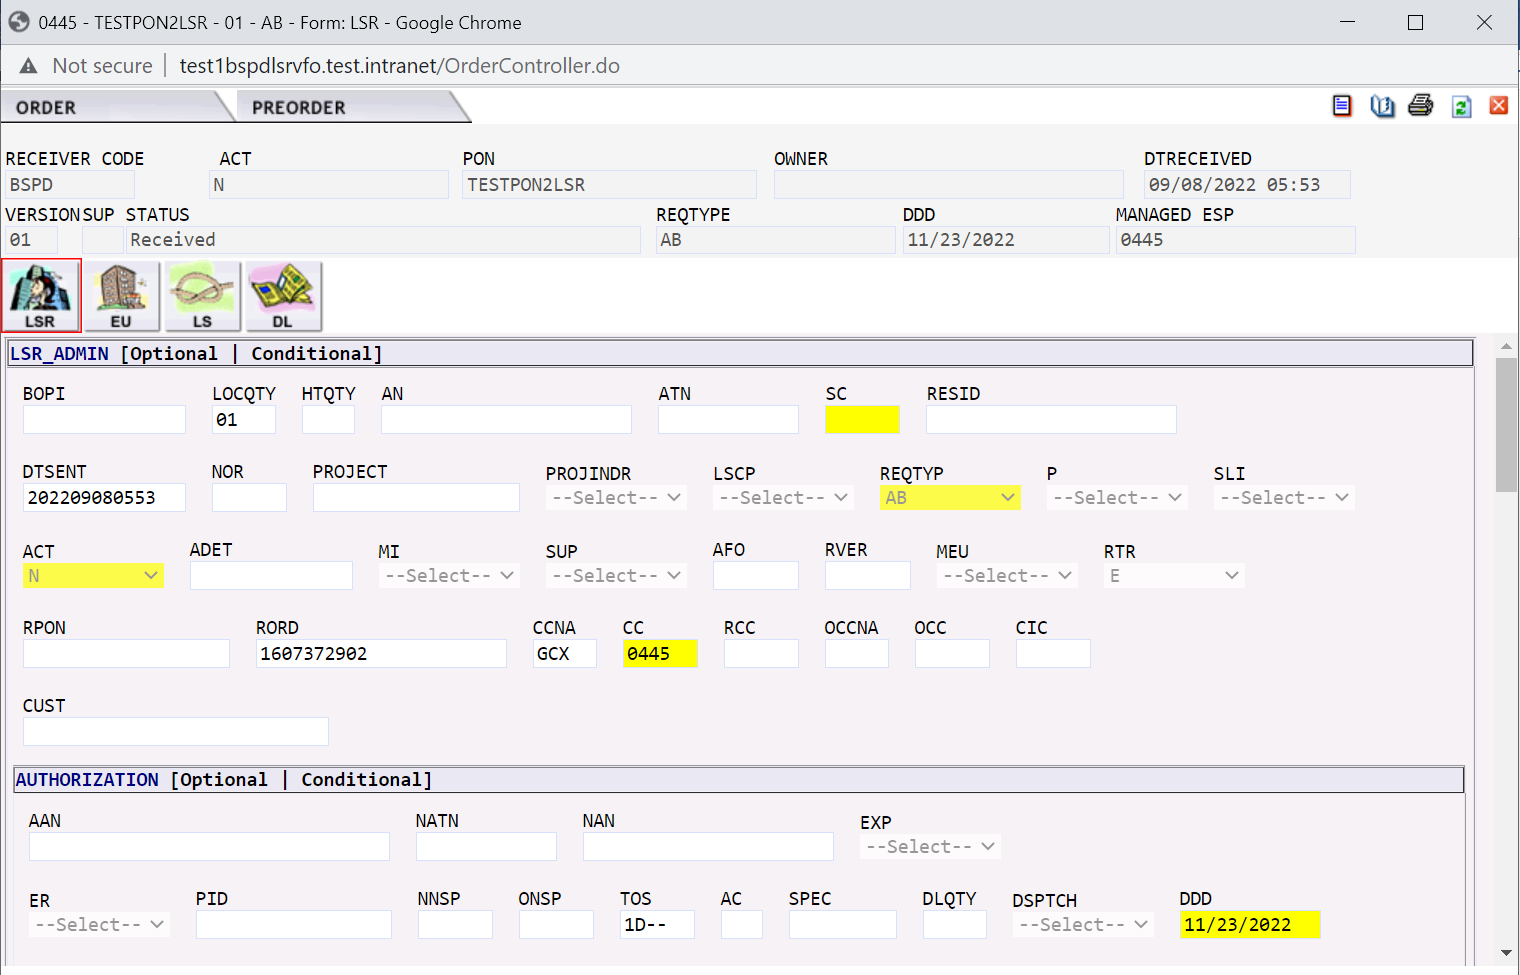 0445 - TESTPON2LSR - 01 - AB - Form: LSR - Google Chrome
Not secure | test1bspdlsrvfo.test.intranet/OrderController.do
ORDER PREORDER
RECEIVER CODE ACT PON OWNER DTRECEIVED
BSPD N TESTPON2LSR 09/08/2022 05:53
VERSION SUP STATUS REQTYPE DDD MANAGED ESP
01 Received AB 11/23/2022 0445
LSR EU LS DL
LSR_ADMIN [Optional | Conditional]
BOPI LOCQTY HTQTY AN ATN SC RESID
01
DTSENT NOR PROJECT PROJINDR LSCP REQTYP P SLI
202209080553 --Select-- --Select-- AB --Select-- --Select--
ACT ADET MI SUP AFO RVER MEU RTR
N --Select-- --Select-- --Select-- E
RPON RORD CCNA CC RCC OCCNA OCC CIC
1607372902 GCX 0445
CUST
AUTHORIZATION [Optional | Conditional]
AAN NATN NAN EXP
--Select--
ER PID NNSP ONSP TOS AC SPEC DLQTY DSPTCH DDD
--Select-- 1D-- --Select-- 11/23/2022